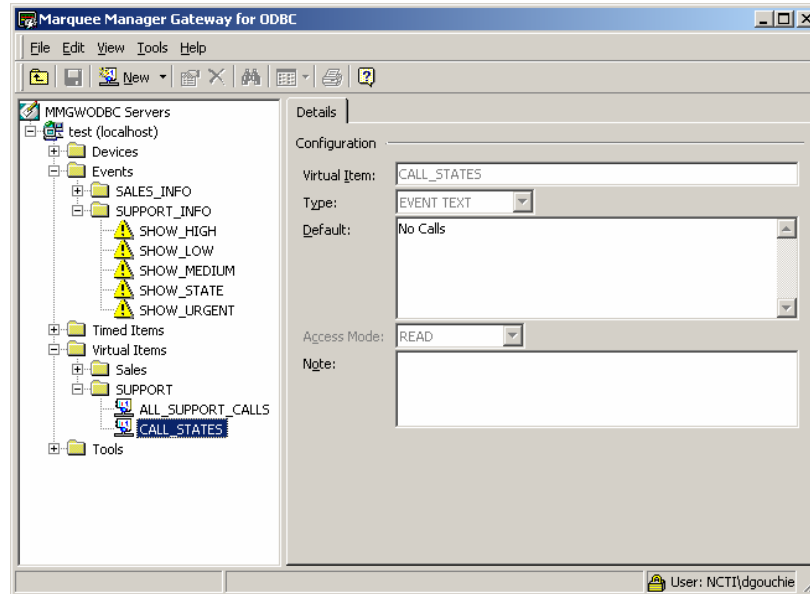 Marquee Manager Gateway for ODBC
File Edit View Tools Help
New
MMGWODBC Servers
test (localhost)
Devices
Events
SALES_INFO
SUPPORT_INFO
SHOW_HIGH
SHOW_LOW
SHOW_MEDIUM
SHOW_STATE
SHOW_URGENT
Timed Items
Virtual Items
Sales
SUPPORT
ALL_SUPPORT_CALLS
CALL_STATES
Tools
Details
Configuration
Virtual Item: CALL_STATES
Type: EVENT TEXT
Default: No Calls
Access Mode: READ
Note:
User: NCTI\dgouchie